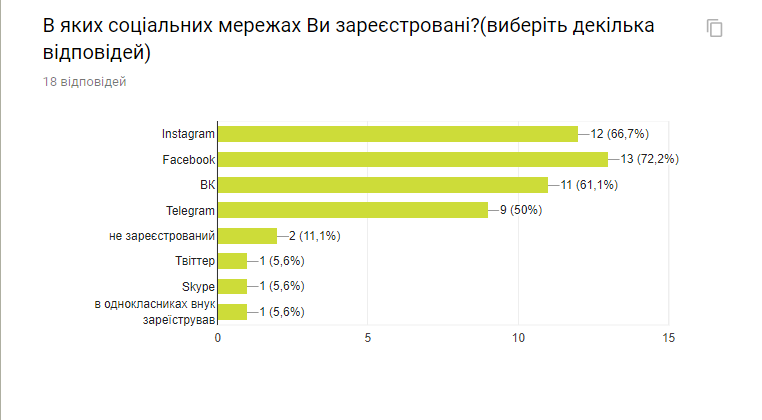 В яких соціальних мережах Ви зареєстровані?(виберіть декілька
відповідей)
18 відповідей
Instagram 12 (66,7%)
Facebook 13 (72,2%)
ВК 11 (61,1%)
Telegram 9 (50%)
не зареєстрований 2 (11,1%)
Твіттер 1 (5,6%)
Skype 1 (5,6%)
в однокласниках внук
зареїстрував 1 (5,6%)
0 5 10 15